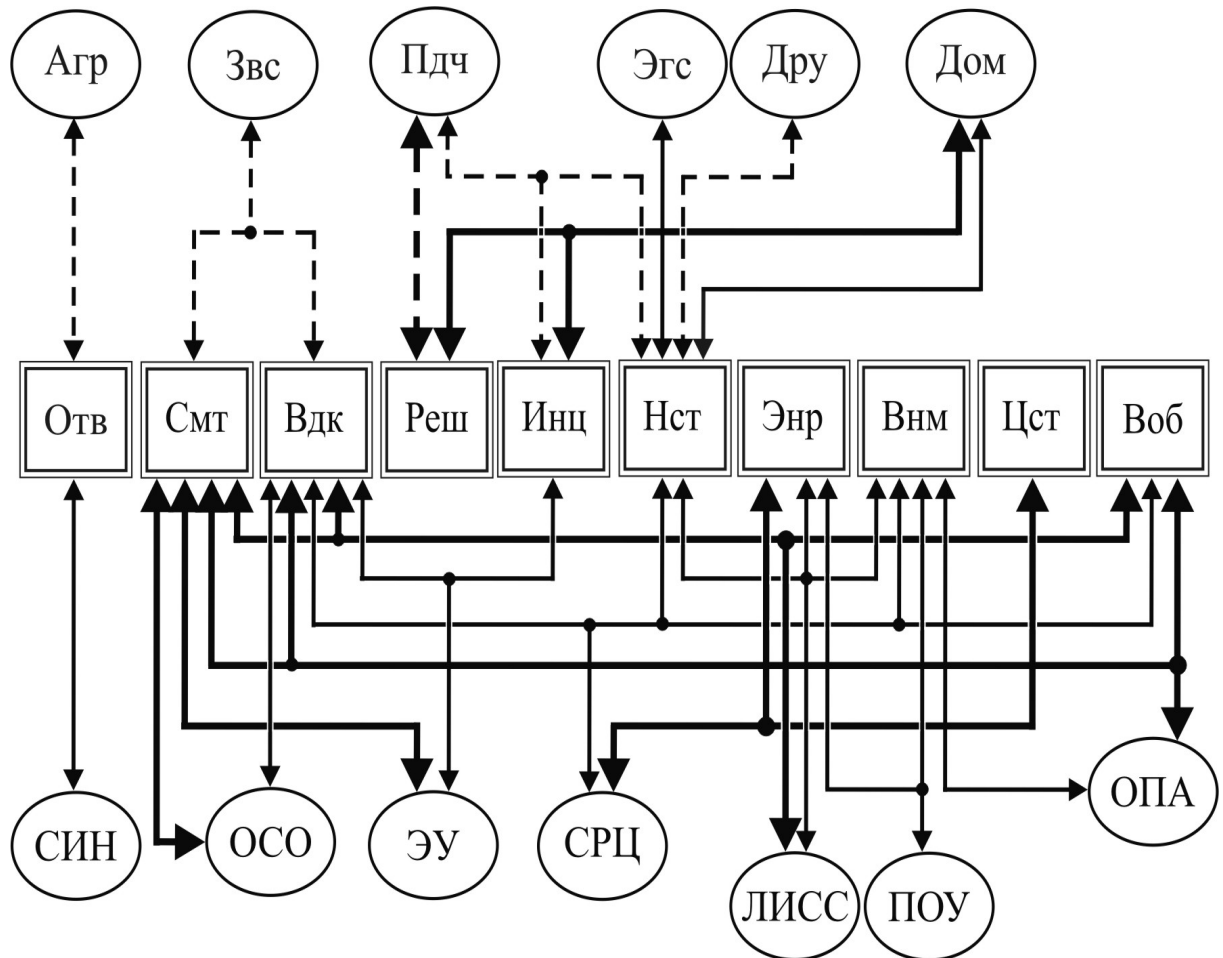 Агр Звс Пдч Эгс Дру Дом
Отв Смт Вдк Реш Инц Нст Энр Внм Цст Воб
СИН ОСО ЭУ СРЦ ОПА
ЛИСС ПОУ